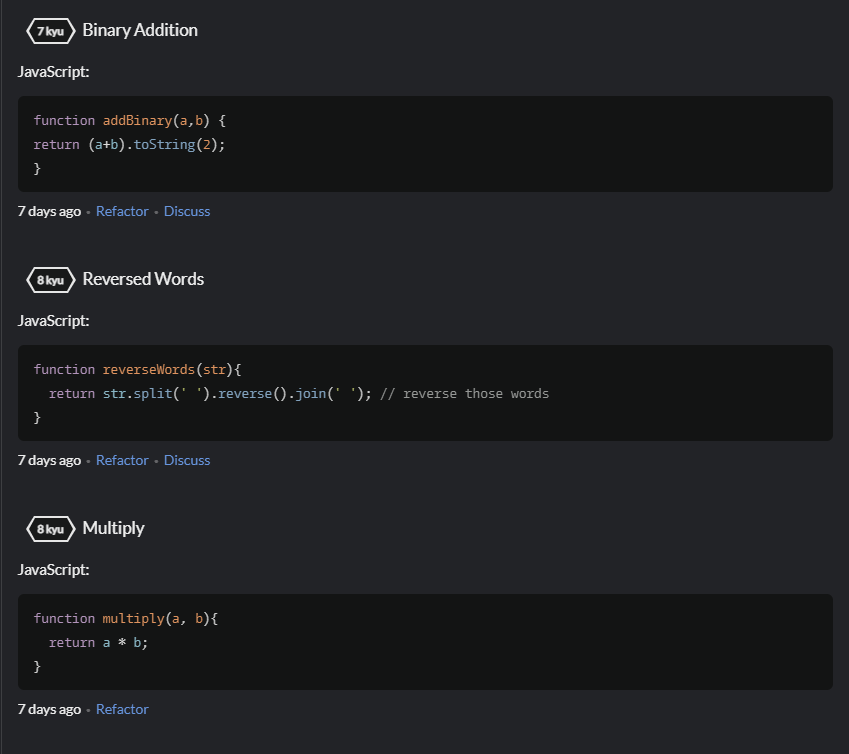 7 kyu Binary Addition
JavaScript:
function addBinary(a,b) {
return (a+b).toString(2);
}
7 days ago • Refactor • Discuss
8 kyu Reversed Words
JavaScript:
function reverseWords(str){
  return str.split(' ').reverse().join(' '); // reverse those words
}
7 days ago • Refactor • Discuss
8 kyu Multiply
JavaScript:
function multiply(a, b){
  return a * b;
}
7 days ago • Refactor